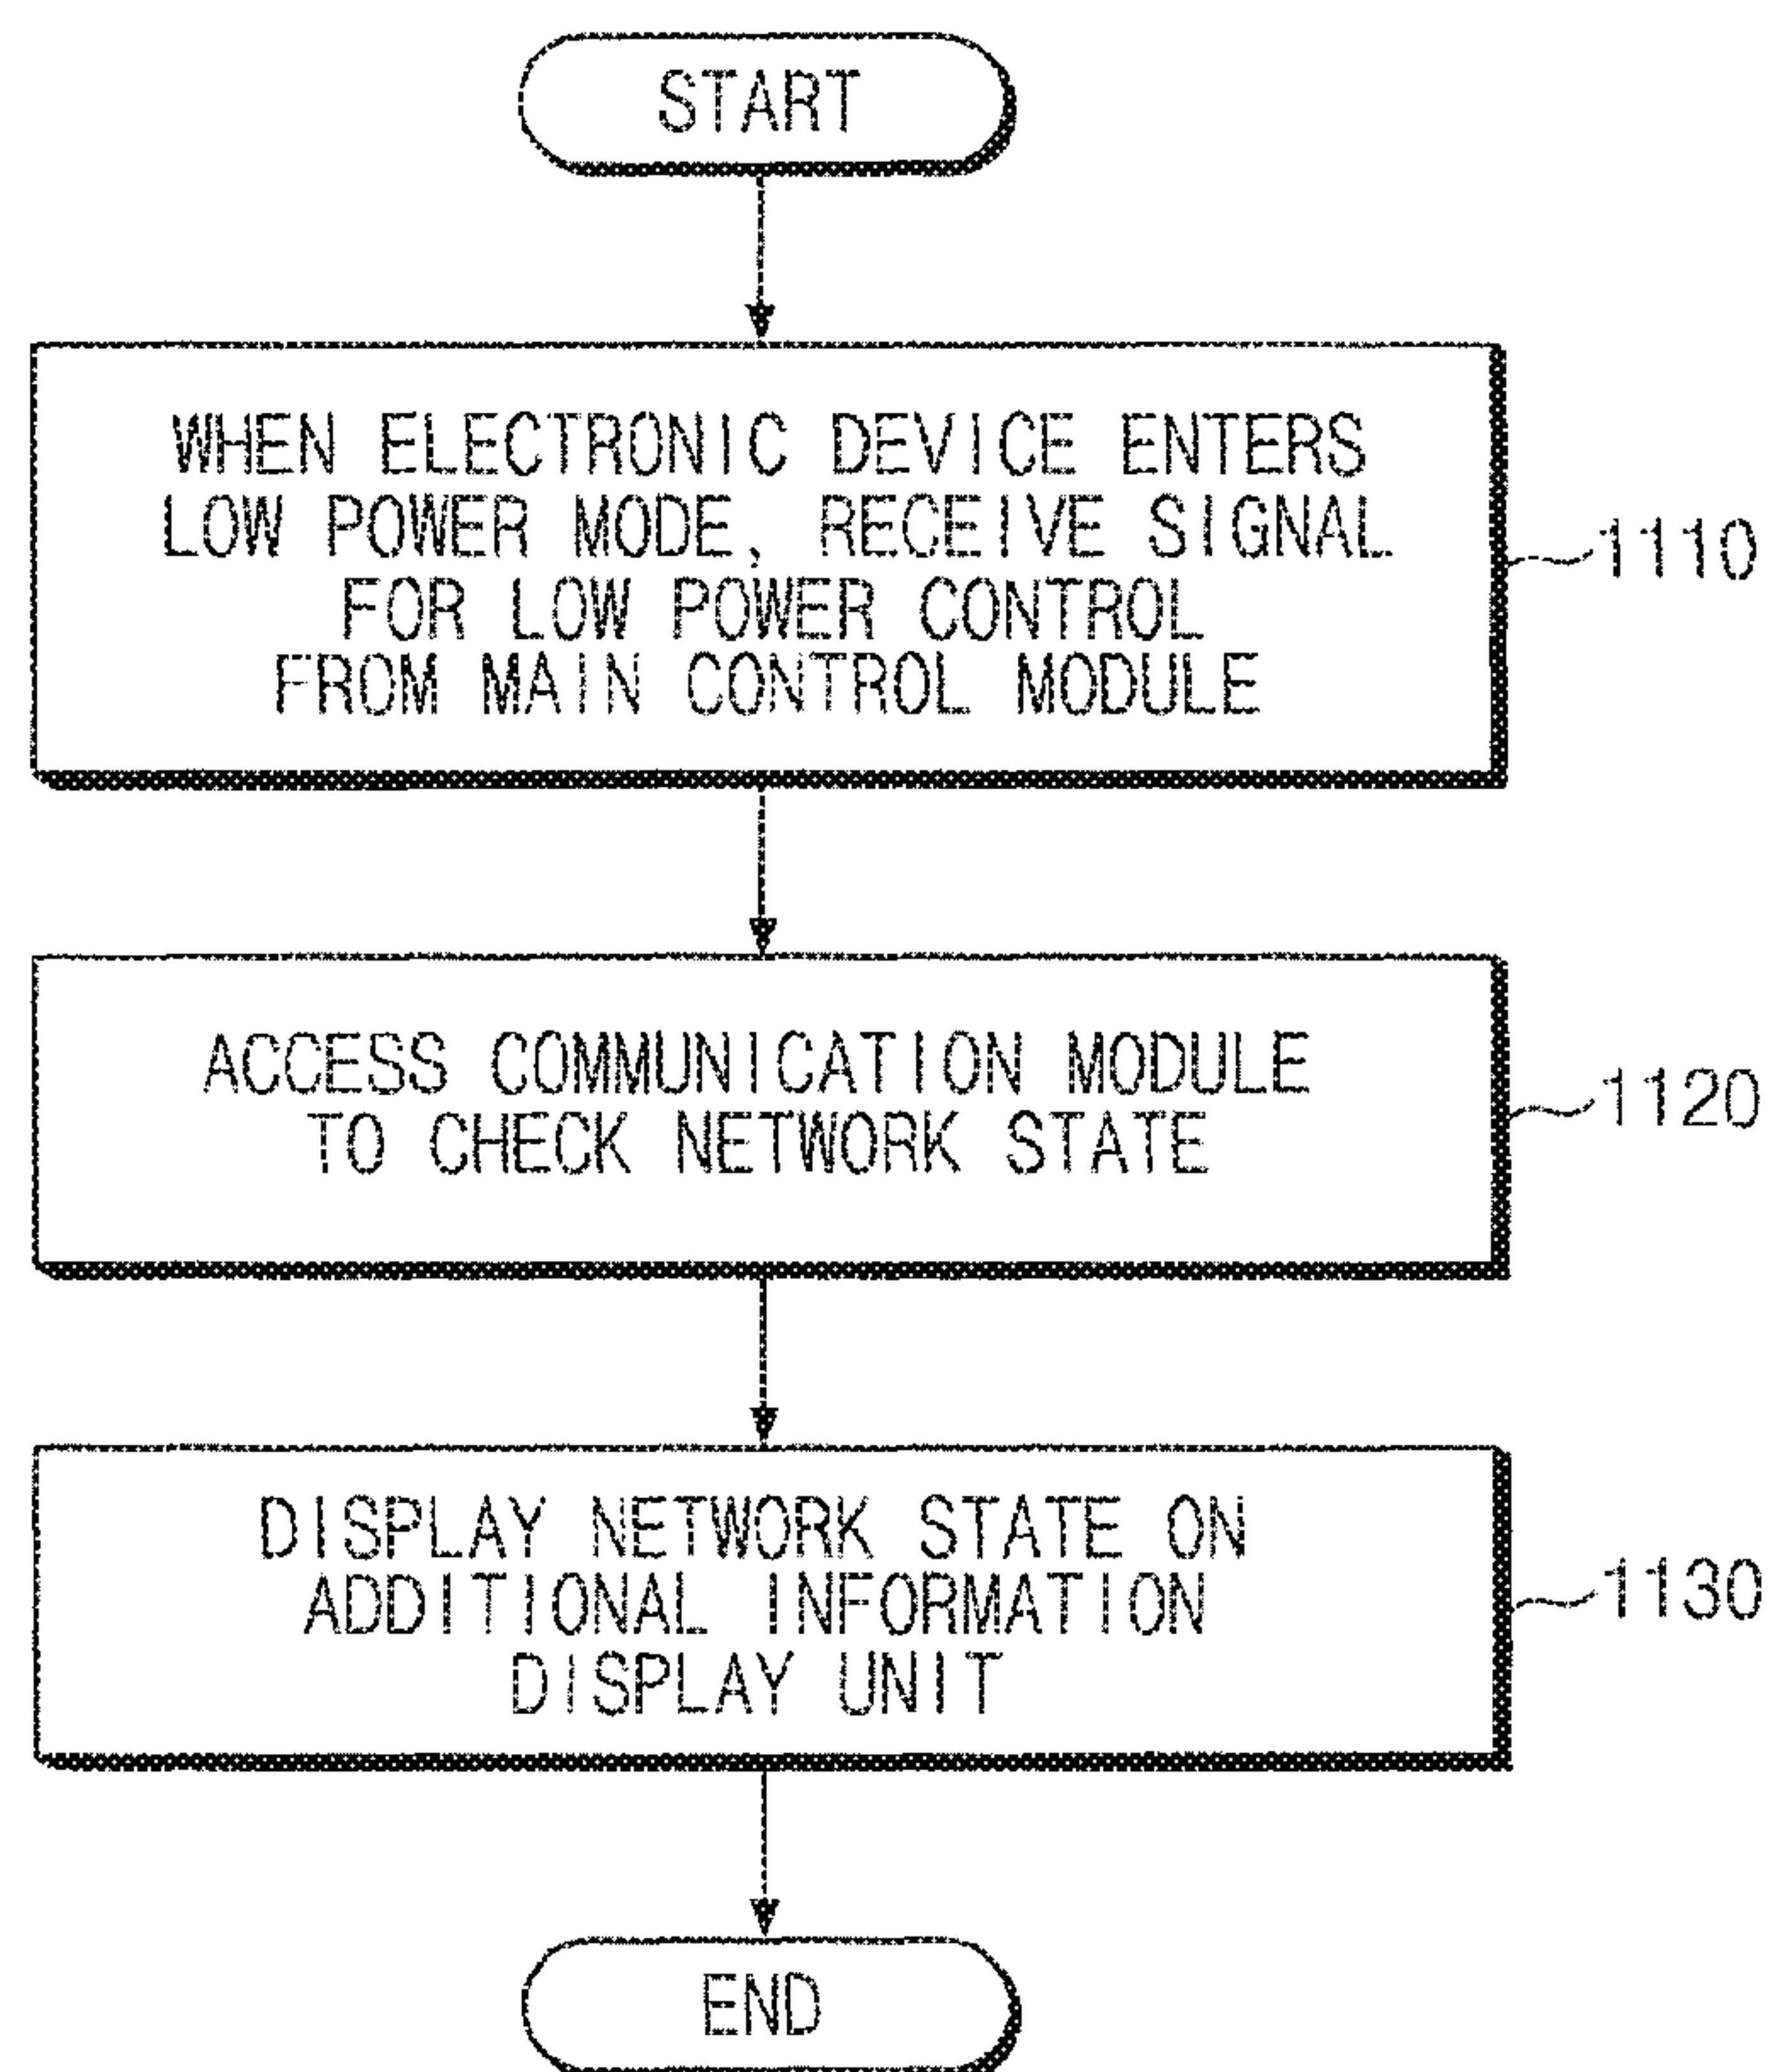 START
WHEN ELECTRONIC DEVICE ENTERS
LOW POWER MODE, RECEIVE SIGNAL
FOR LOW POWER CONTROL
FROM MAIN CONTROL MODULE
1110
ACCESS COMMUNICATION MODULE
TO CHECK NETWORK STATE
1120
DISPLAY NETWORK STATE ON
ADDITIONAL INFORMATION
DISPLAY UNIT
1130
END